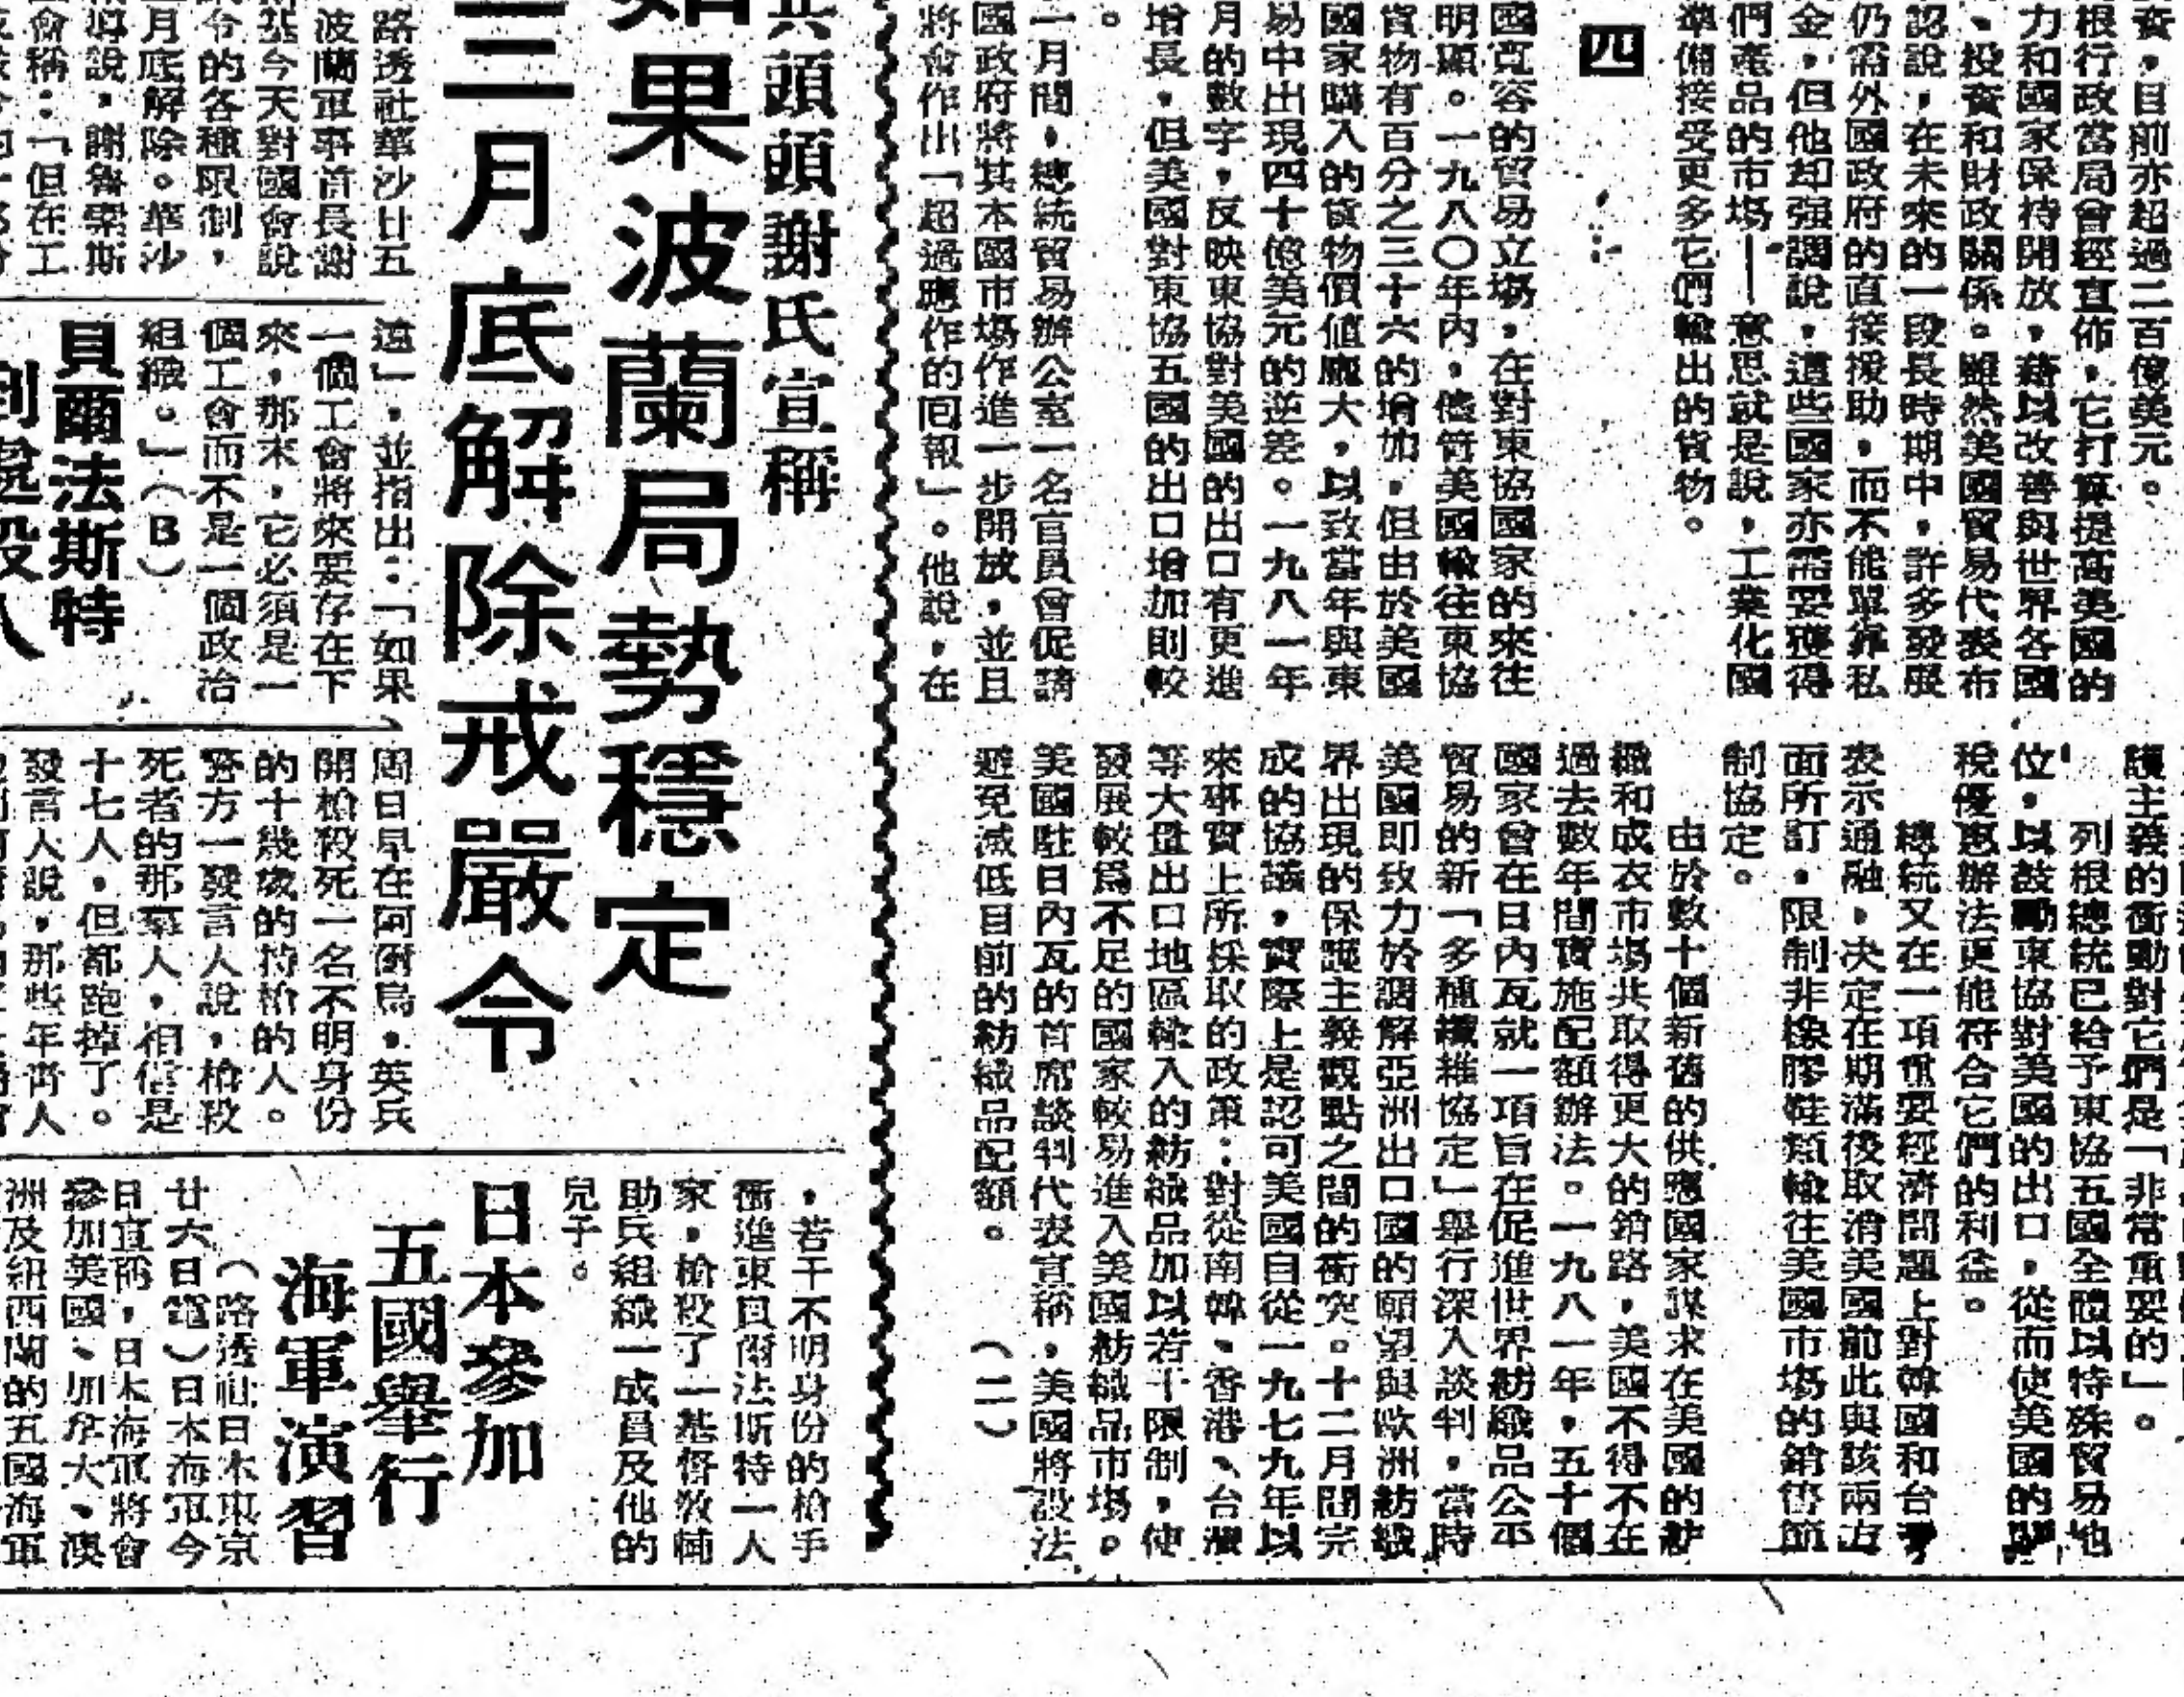 資，目前亦超過二百億美元。
根行政當局會經宣佈，它打算提高美國的
力和國家保持開放，藉以改善與世界各國
、投資和財政關係。雖然美國貿易代表布
認說，在未來的一段長時期中，許多發展
仍需外國政府的直接援助，而不能單靠私
金，但他却强調說，這些國家亦需要獲得
們產品的市場——意思就是說，工業化國
準備接受更多它們輸出的貨物。
四
國寬容的貿易立場，在對東協國家的來往
明顯。一九八〇年內，儘管美國輸往東協
貨物有百分之三十六的增加，但由於美國
國家購入的貨物價值龐大，以致當年與東
易中出現四十億美元的逆差。一九八一年
月的數字，反映東協對美國的出口有更進
增長，但美國對東協五國的出口增加則較
。
一月間，總統貿易辦公室一名官員會促請
國政府將其本國市場作進一步開放，並且
將會作出「超過應作的囘報」。他說，在
護主義的衝動對它們是「非常重要的」。
列根總統已給予東協五國全體以特殊貿易地
位，以鼓勵東協對美國的出口，從而使美國的
稅優惠辦法更能符合它們的利益。
總統又在一項重要經濟問題上對韓國和台灣
表示通融，决定在期滿後取消美國前此與該兩方
面所訂，限制非橡膠鞋類輸往美國市場的銷售節
制協定。
由於數十個新舊的供應國家謀求在美國的紡
織和成衣市場共取得更大的銷路，美國不得不在
過去數年間實施配額辦法。一九八一年，五十個
國家曾在日內瓦就一項旨在促進世界紡織品公平
貿易的新「多種纖維協定」舉行深入談判，當時
美國即致力於調解亞洲出口國的願望與歐洲紡織
界出現的保護主義觀點之間的衝突。十二月間完
成的協議，實際上是認可美國自從一九七九年以
來事實上所採取的政策：對從南韓、香港、台灣
等大量出口地區輸入的紡織品加以若干限制，使
發展較爲不足的國家較易進入美國紡織品市場。
美國駐日內瓦的首席談判代表宣稱，美國將設法
避免減低目前的紡織品配額。（二）
共頭頭謝氏宣稱
如果波蘭局勢穩定
三月底解除戒嚴令
路透社華沙廿五
波蘭軍事首長謝
基今天對國會說
令的各種限制，
月底解除。華沙
導說，謝魯索斯
會稱：「但在工
遠」，並指出：「如果
一個工會將來要存在下
來，那末，它必須是一
個工會而不是一個政治
組織。」（B）
貝爾法斯特
周日早在阿爾馬，英兵
開槍殺死一名不明身份
的十幾歲的持槍的人。
警方一發言人說，槍殺
死者的那羣人，相信是
十七人，但都跑掉了。
發言人說，那些年青人
，若干不明身份的槍手
衝進東貝爾法斯特一人
家，槍殺了一基督敎輔
助兵組織一成員及他的
兒子。
日本參加
五國舉行
海軍演習
（路透社日本東京
廿六日電）日本海軍今
日宣稱，日本海軍將會
參加美國、加拿大、澳
洲及紐西蘭的五國海軍